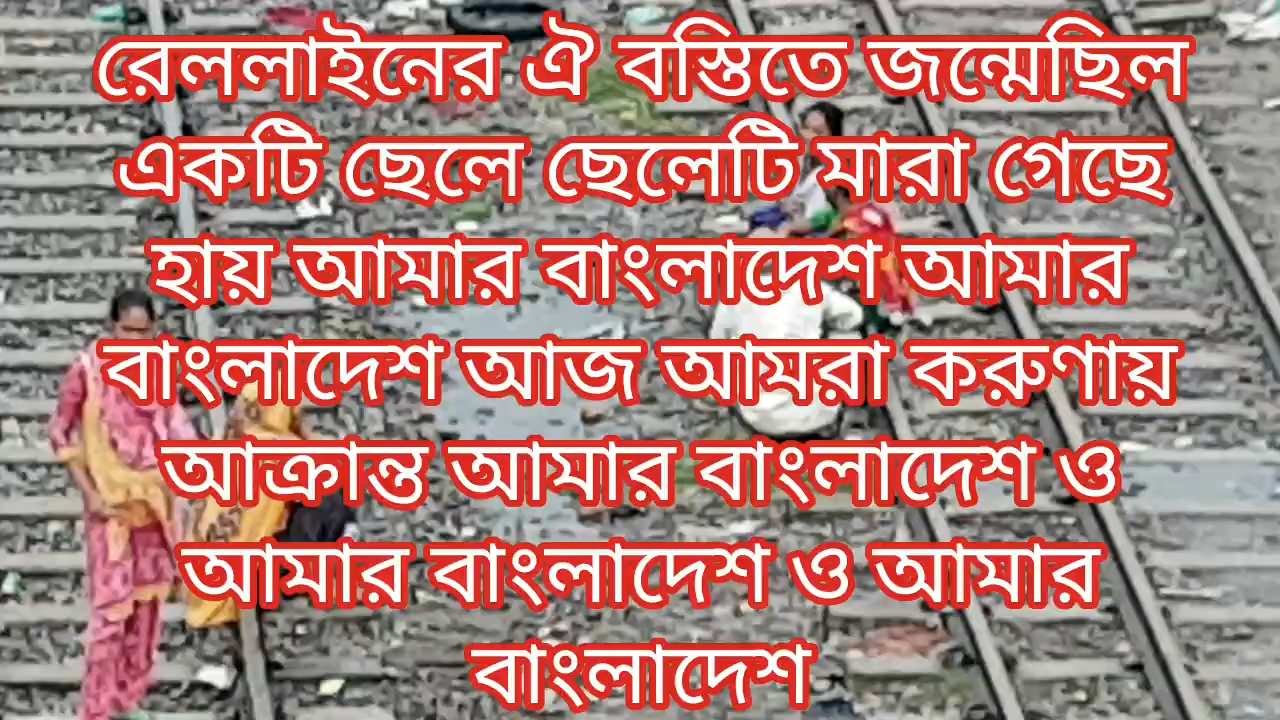 রেললাইনের ঐ বস্তিতে জন্মেছিল
একটি ছেলে ছেলেটি মারা গেছে
হায় আমার বাংলাদেশ আমার
বাংলাদেশ আজ আমরা করুণায়
আক্রান্ত আমার বাংলাদেশ ও
আমার বাংলাদেশ ও আমার
বাংলাদেশ